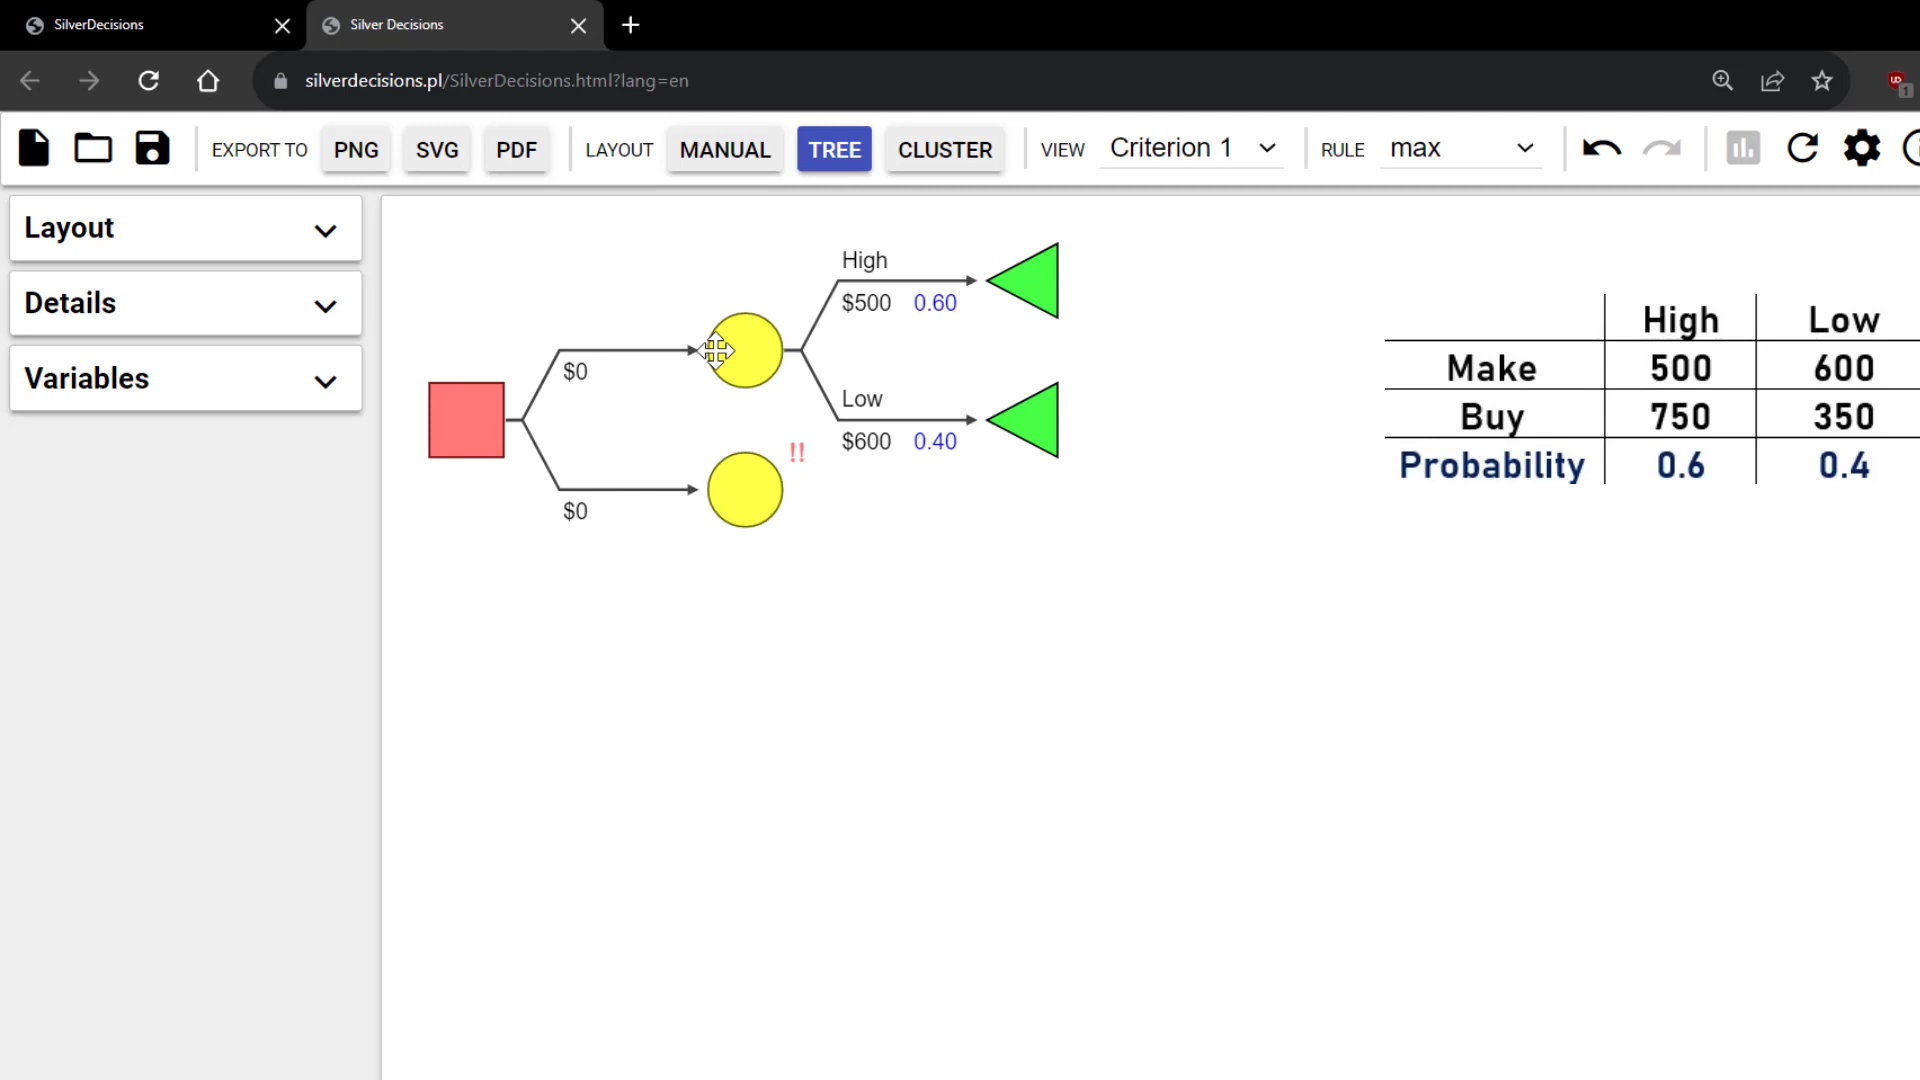 SilverDecisions
Silver Decisions
silverdecisions.pl/SilverDecisions.html?lang=en
UD
1
EXPORT TO PNG SVG PDF LAYOUT MANUAL TREE CLUSTER VIEW Criterion 1 RULE max
Layout
Details
Variables
High
$500 0.60
$0
Low
$600 0.40
!!
$0
High Low
Make 500 600
Buy 750 350
Probability 0.6 0.4